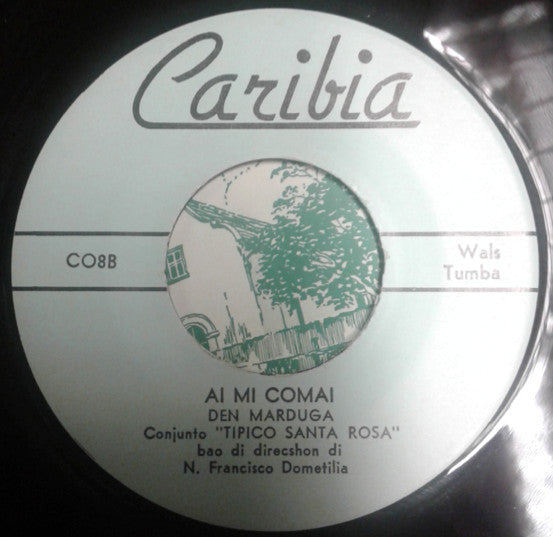 Caribia
CO8B
Wals
Tumba
AI MI COMAI
DEN MARDUGA
Conjunto "TIPICO SANTA ROSA"
bao di direcshon di
N. Francisco Dometilia